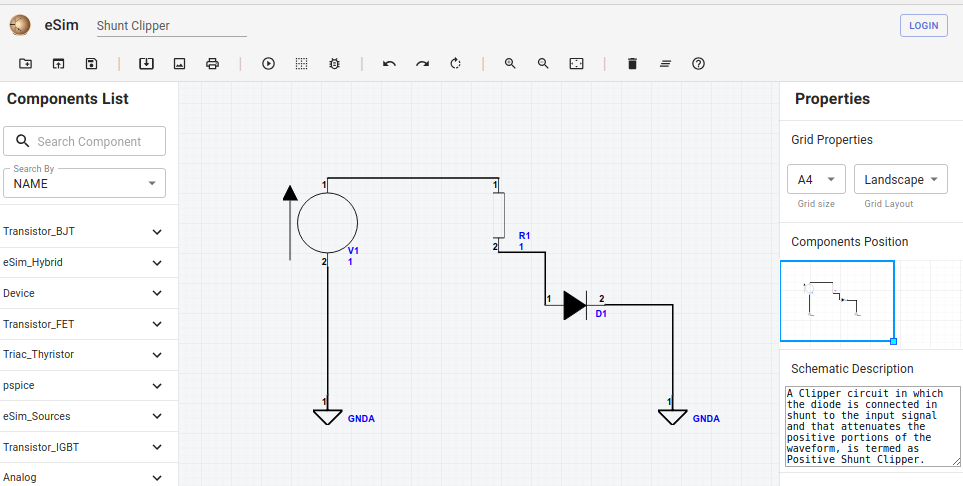 eSim
Shunt Clipper
LOGIN
Components List
Search Component
Search By
NAME
Transistor_BJT
eSim_Hybrid
Device
Transistor_FET
Triac_Thyristor
pspice
eSim_Sources
Transistor_IGBT
Analog
1
1
V1
2
1
R1
2
1
1
2
D1
1
GNDA
1
GNDA
Properties
Grid Properties
A4
Landscape
Grid size
Grid Layout
Components Position
Schematic Description
A Clipper circuit in which
the diode is connected in
shunt to the input signal
and that attenuates the
positive portions of the
waveform, is termed as
Positive Shunt Clipper.